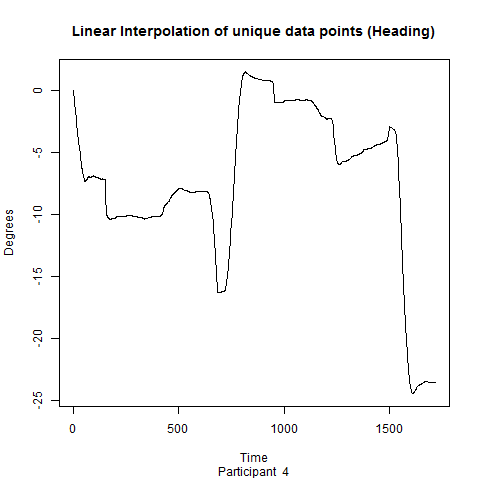 Linear Interpolation of unique data points (Heading)
Degrees
0
-5
-10
-15
-20
-25
0 500 1000 1500
Time
Participant 4